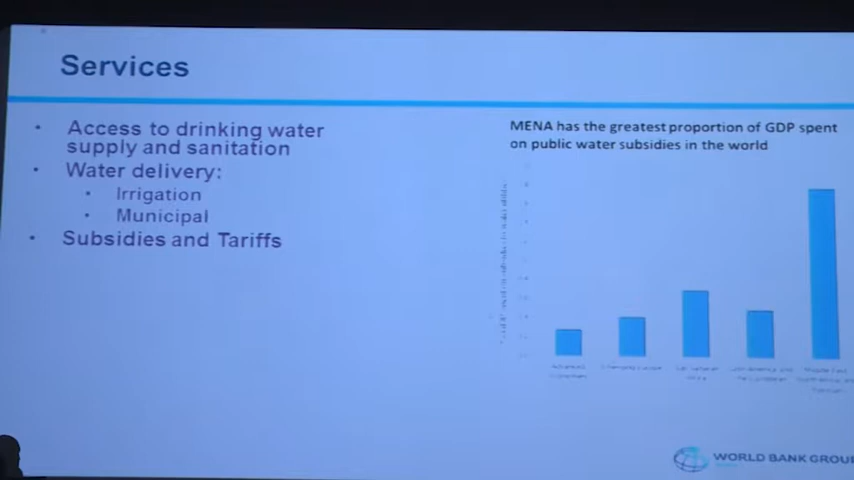 Services
Access to drinking water
supply and sanitation
Water delivery:
Irrigation
Municipal
Subsidies and Tariffs
MENA has the greatest proportion of GDP spent
on public water subsidies in the world
WORLD BANK GROUP